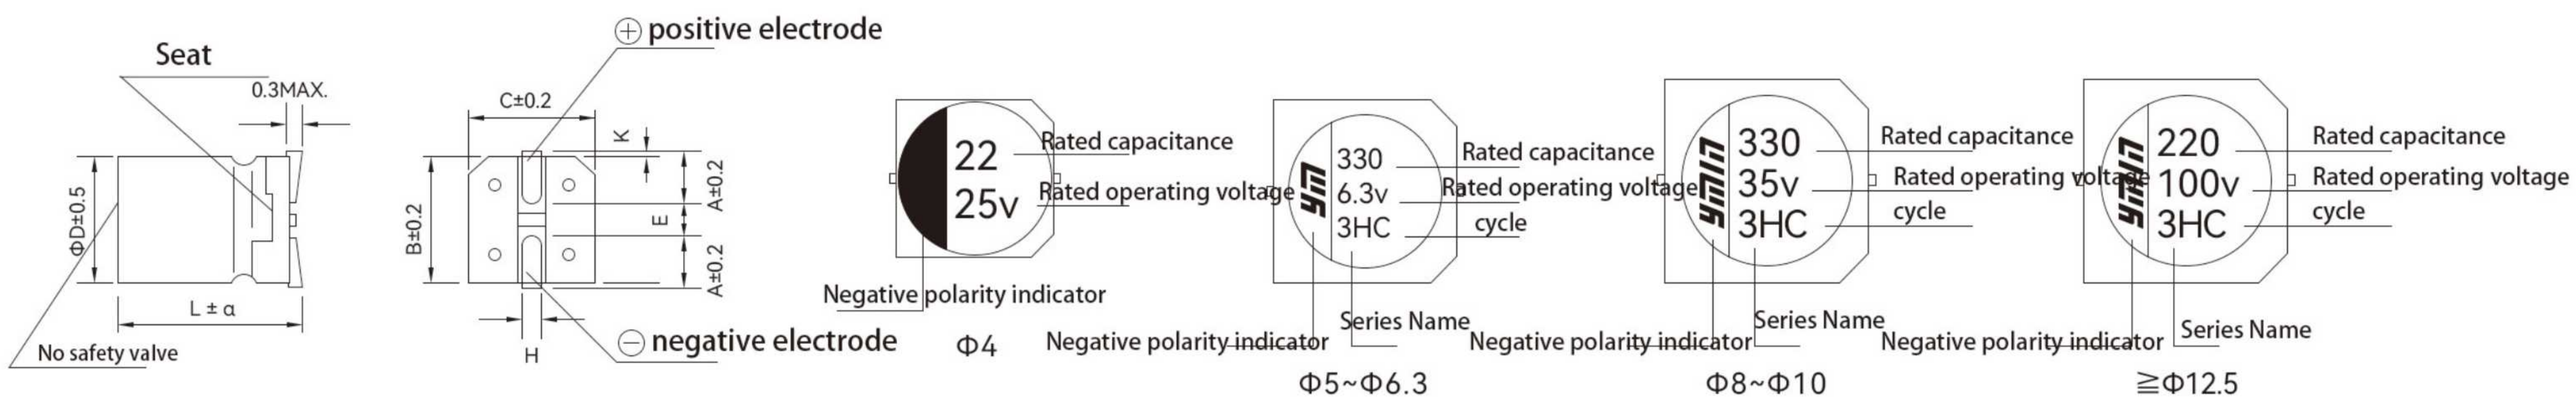 Seat
0.3MAX.
ΦD±0.5
L ± α
No safety valve
⊕ positive electrode
C±0.2
K
B±0.2
A±0.2
E
A±0.2
H
⊖ negative electrode
22
25v
Rated capacitance
Rated operating voltage
Negative polarity indicator
Φ4
ym
330
6.3v
3HC
Rated capacitance
Rated operating voltage
cycle
Series Name
Negative polarity indicator
Φ5~Φ6.3
ymin
330
35v
3HC
Rated capacitance
Rated operating voltage
cycle
Series Name
Negative polarity indicator
Φ8~Φ10
ymin
220
100v
3HC
Rated capacitance
Rated operating voltage
cycle
Series Name
Negative polarity indicator
≧Φ12.5